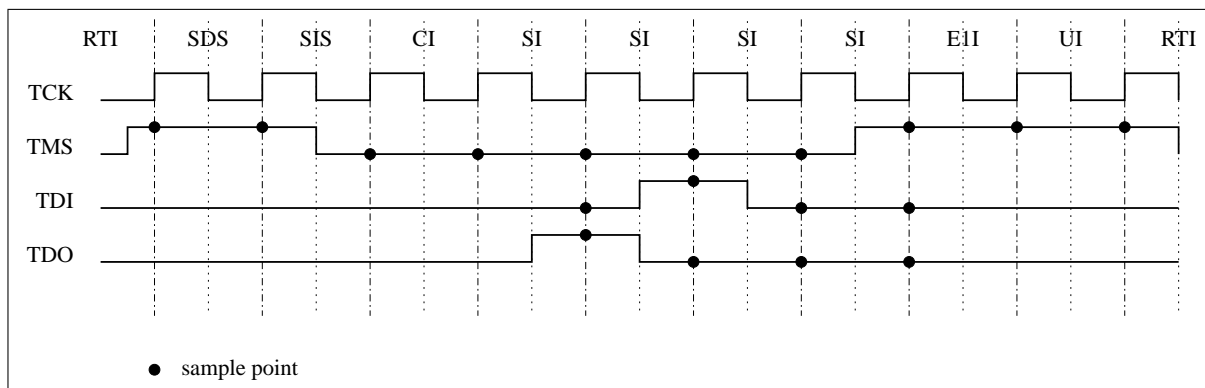 RTI SDS SIS CI SI SI SI SI E1I UI RTI
TCK
TMS
TDI
TDO
sample point